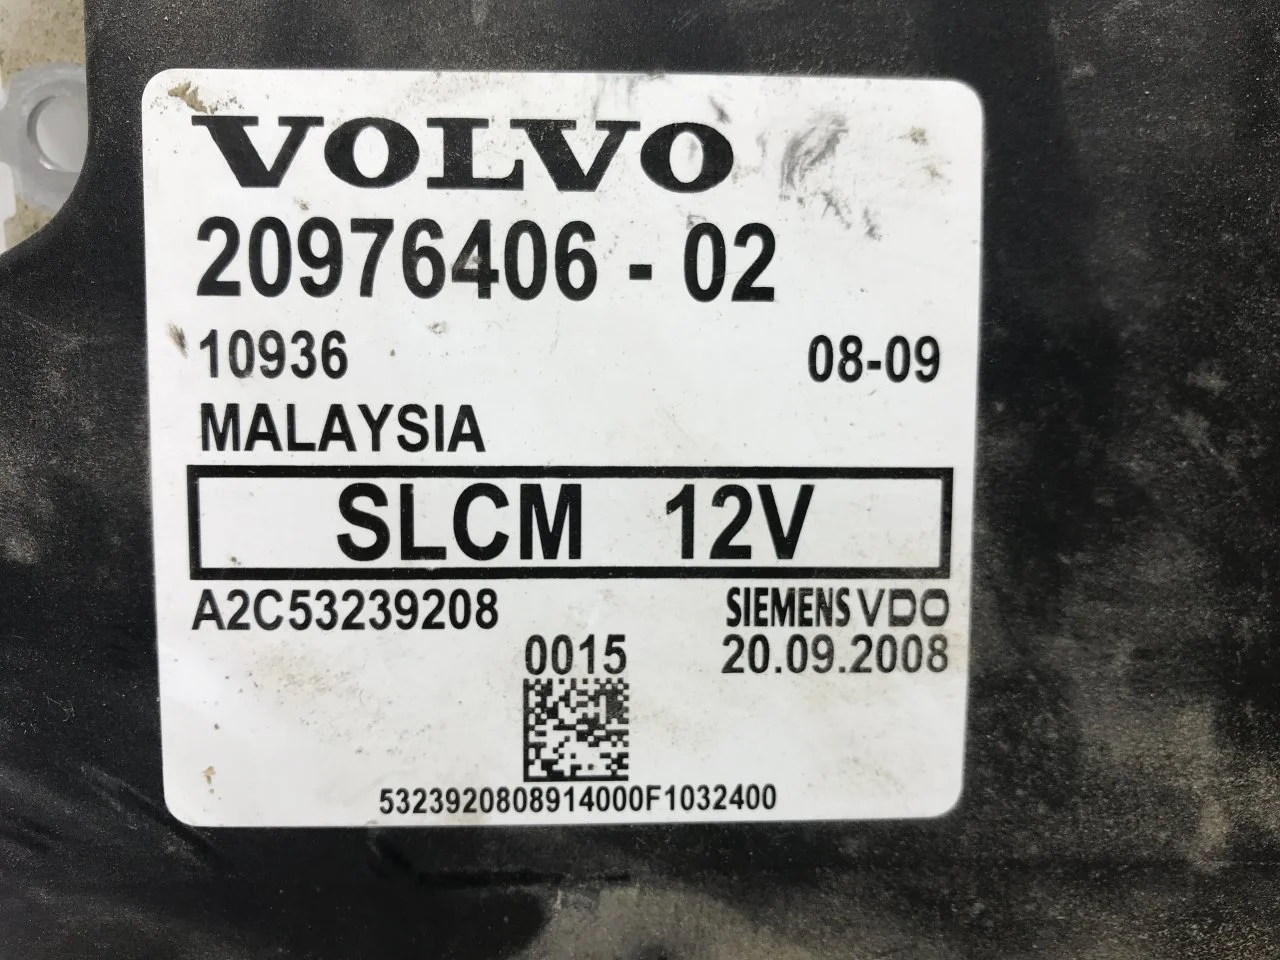 VOLVO
20976406 - 02
10936 08-09
MALAYSIA
SLCM 12V
A2C53239208 SIEMENS VDO
0015 20.09.2008
5323920808914000F1032400